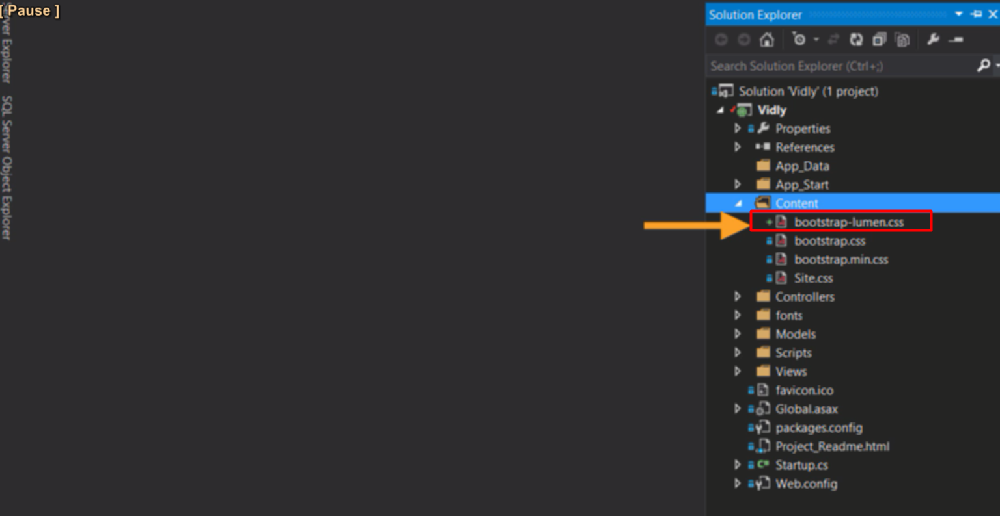 [ Pause ]
Server Explorer
SQL Server Object Explorer
Solution Explorer
Search Solution Explorer (Ctrl+;)
Solution 'Vidly' (1 project)
Vidly
Properties
References
App_Data
App_Start
Content
bootstrap-lumen.css
bootstrap.css
bootstrap.min.css
Site.css
Controllers
fonts
Models
Scripts
Views
favicon.ico
Global.asax
packages.config
Project_Readme.html
C# Startup.cs
Web.config